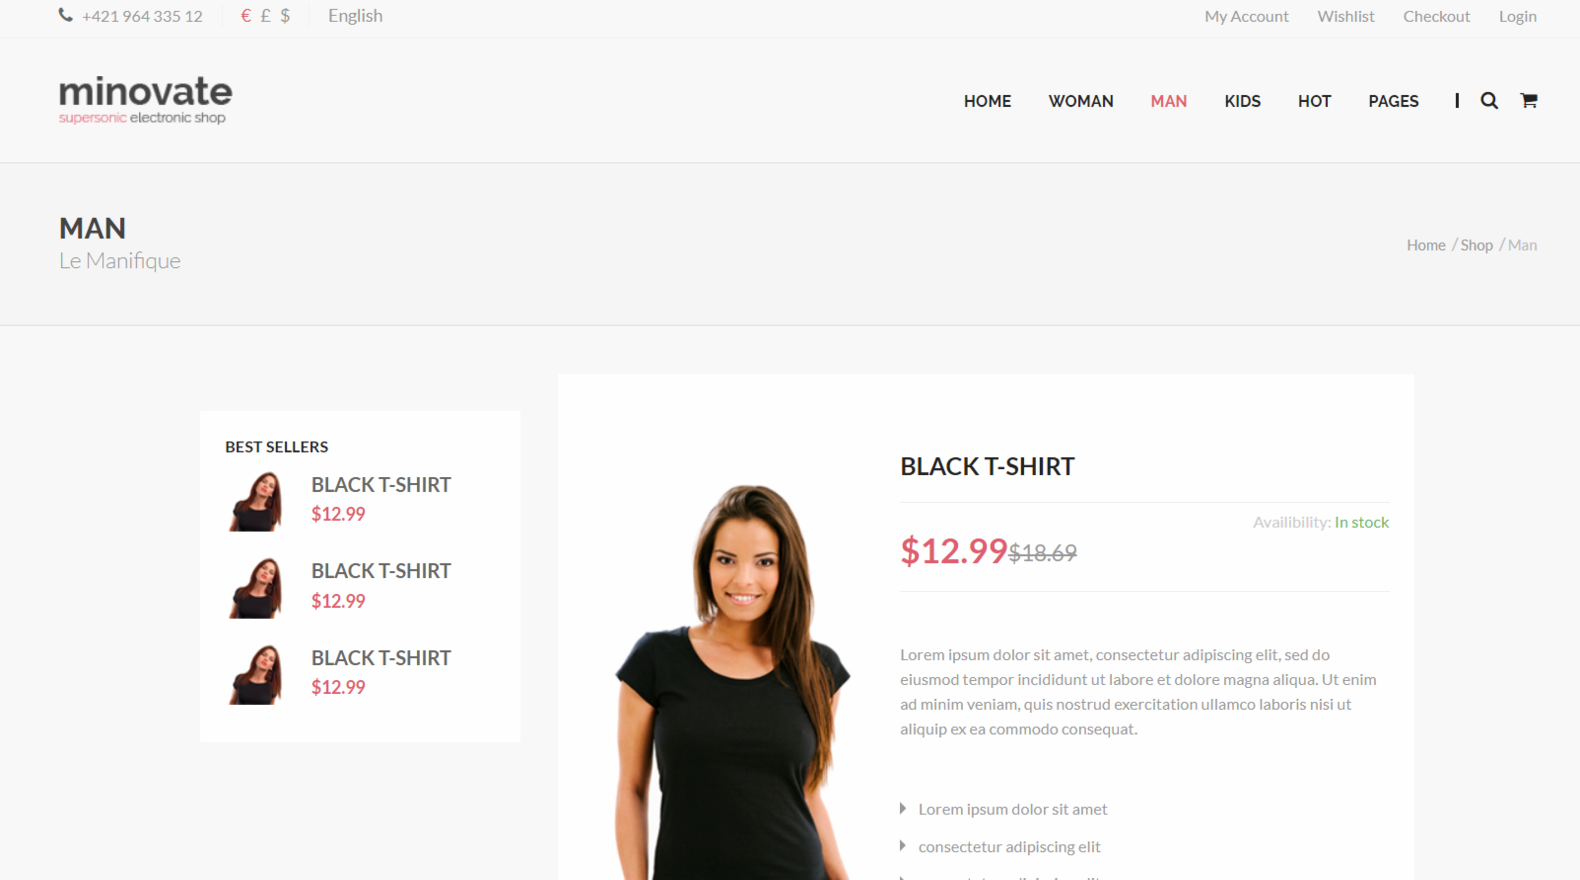 +421 964 335 12
€ £ $
English
My Account
Wishlist
Checkout
Login
minovate
supersonic electronic shop
HOME
WOMAN
MAN
KIDS
HOT
PAGES
MAN
Le Manifique
Home / Shop / Man
BEST SELLERS
BLACK T-SHIRT
$12.99
BLACK T-SHIRT
$12.99
BLACK T-SHIRT
$12.99
BLACK T-SHIRT
Availibility: In stock
$12.99 $18.69
Lorem ipsum dolor sit amet, consectetur adipiscing elit, sed do
eiusmod tempor incididunt ut labore et dolore magna aliqua. Ut enim
ad minim veniam, quis nostrud exercitation ullamco laboris nisi ut
aliquip ex ea commodo consequat.
Lorem ipsum dolor sit amet
consectetur adipiscing elit